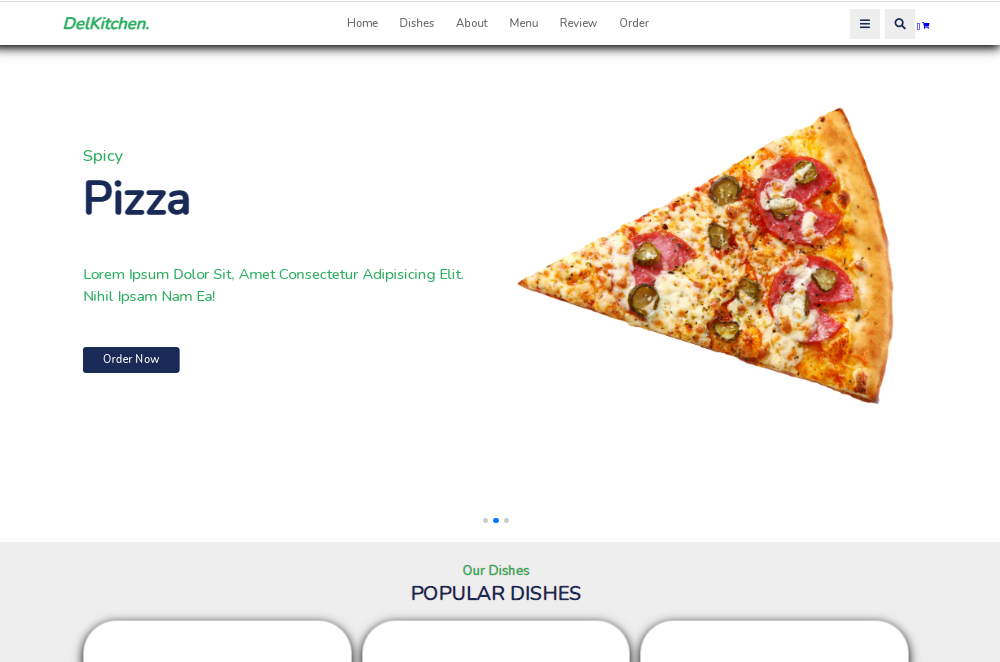 DelKitchen.
Home Dishes About Menu Review Order
Spicy
Pizza
Lorem Ipsum Dolor Sit, Amet Consectetur Adipisicing Elit.
Nihil Ipsam Nam Ea!
Order Now
Our Dishes
POPULAR DISHES